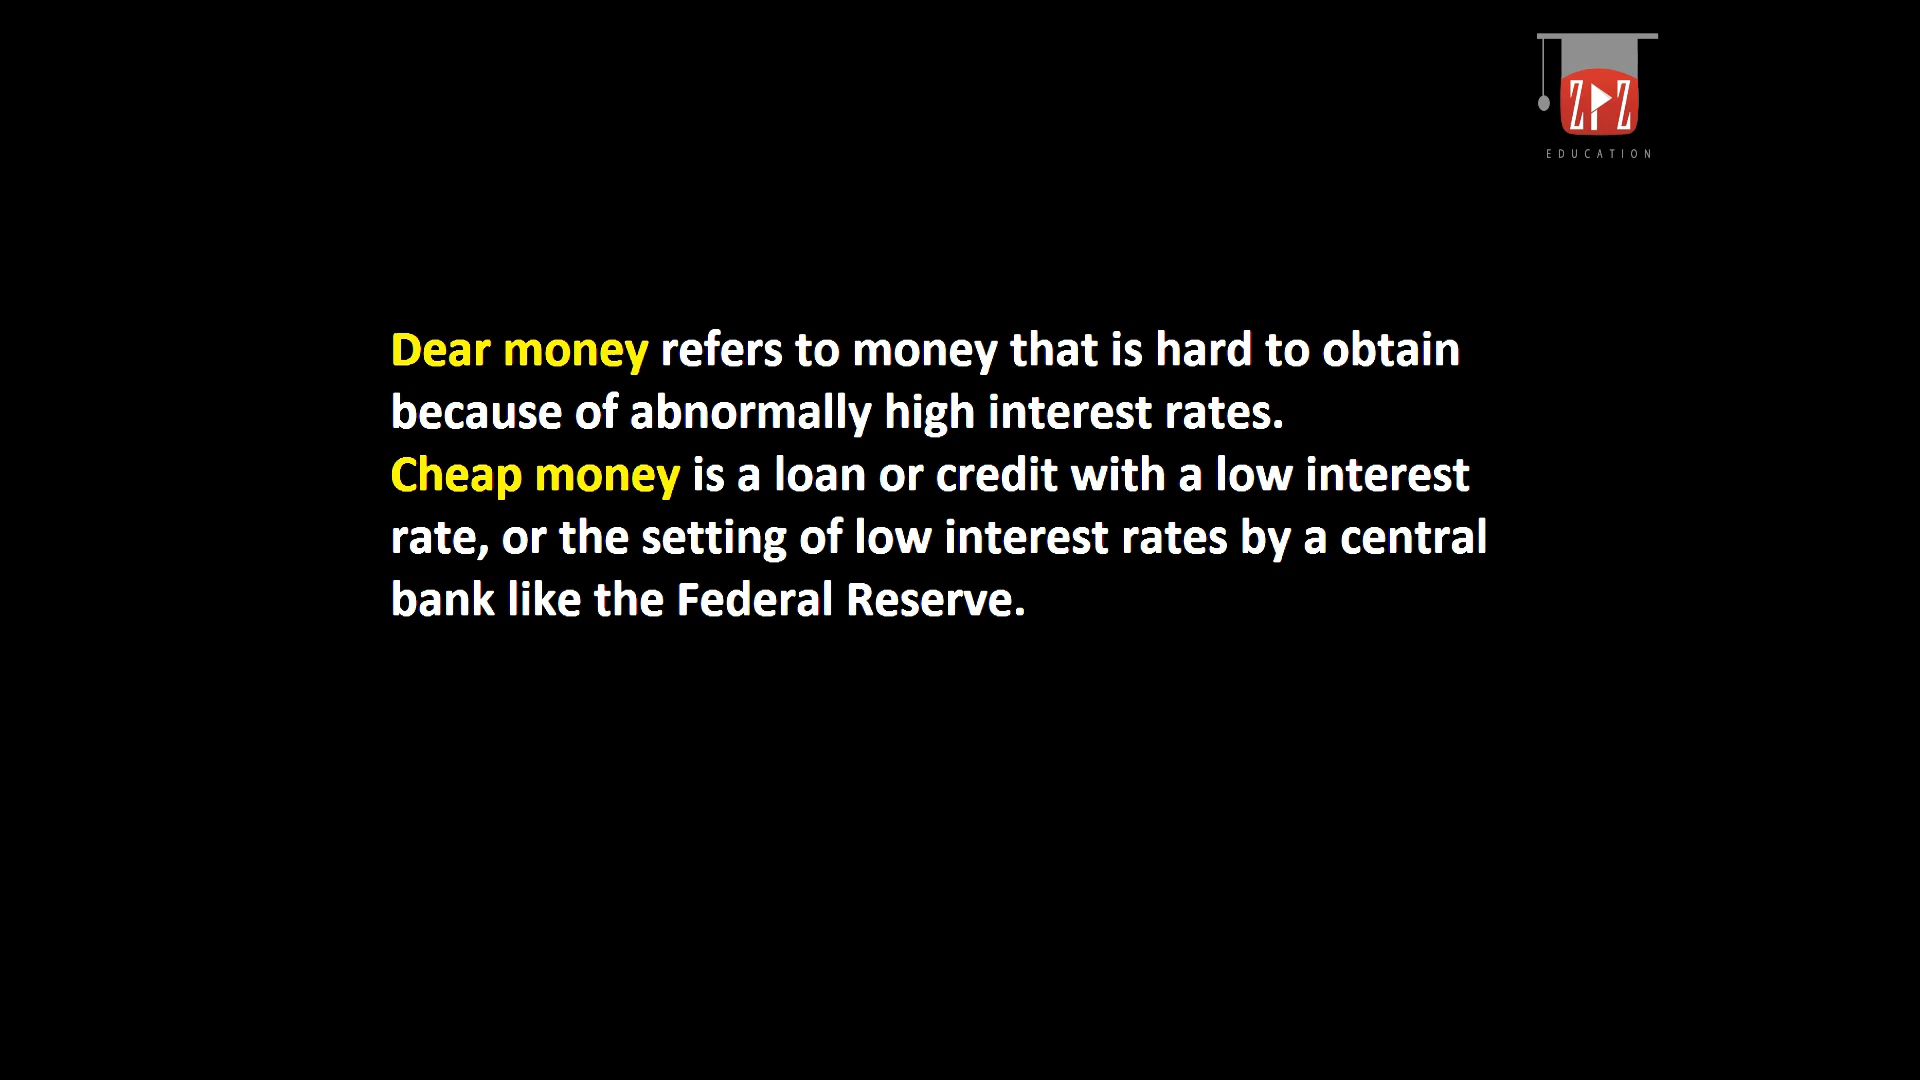 ZPZ
EDUCATION
Dear money refers to money that is hard to obtain
because of abnormally high interest rates.
Cheap money is a loan or credit with a low interest
rate, or the setting of low interest rates by a central
bank like the Federal Reserve.